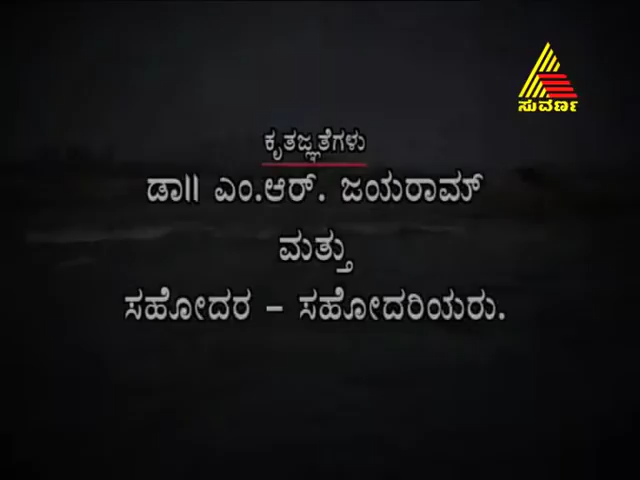 ಸುವರ್ಣ
ಕೃತಜ್ಞತೆಗಳು
ಡಾ॥ ಎಂ.ಆರ್. ಜಯರಾಮ್
ಮತ್ತು
ಸಹೋದರ – ಸಹೋದರಿಯರು.